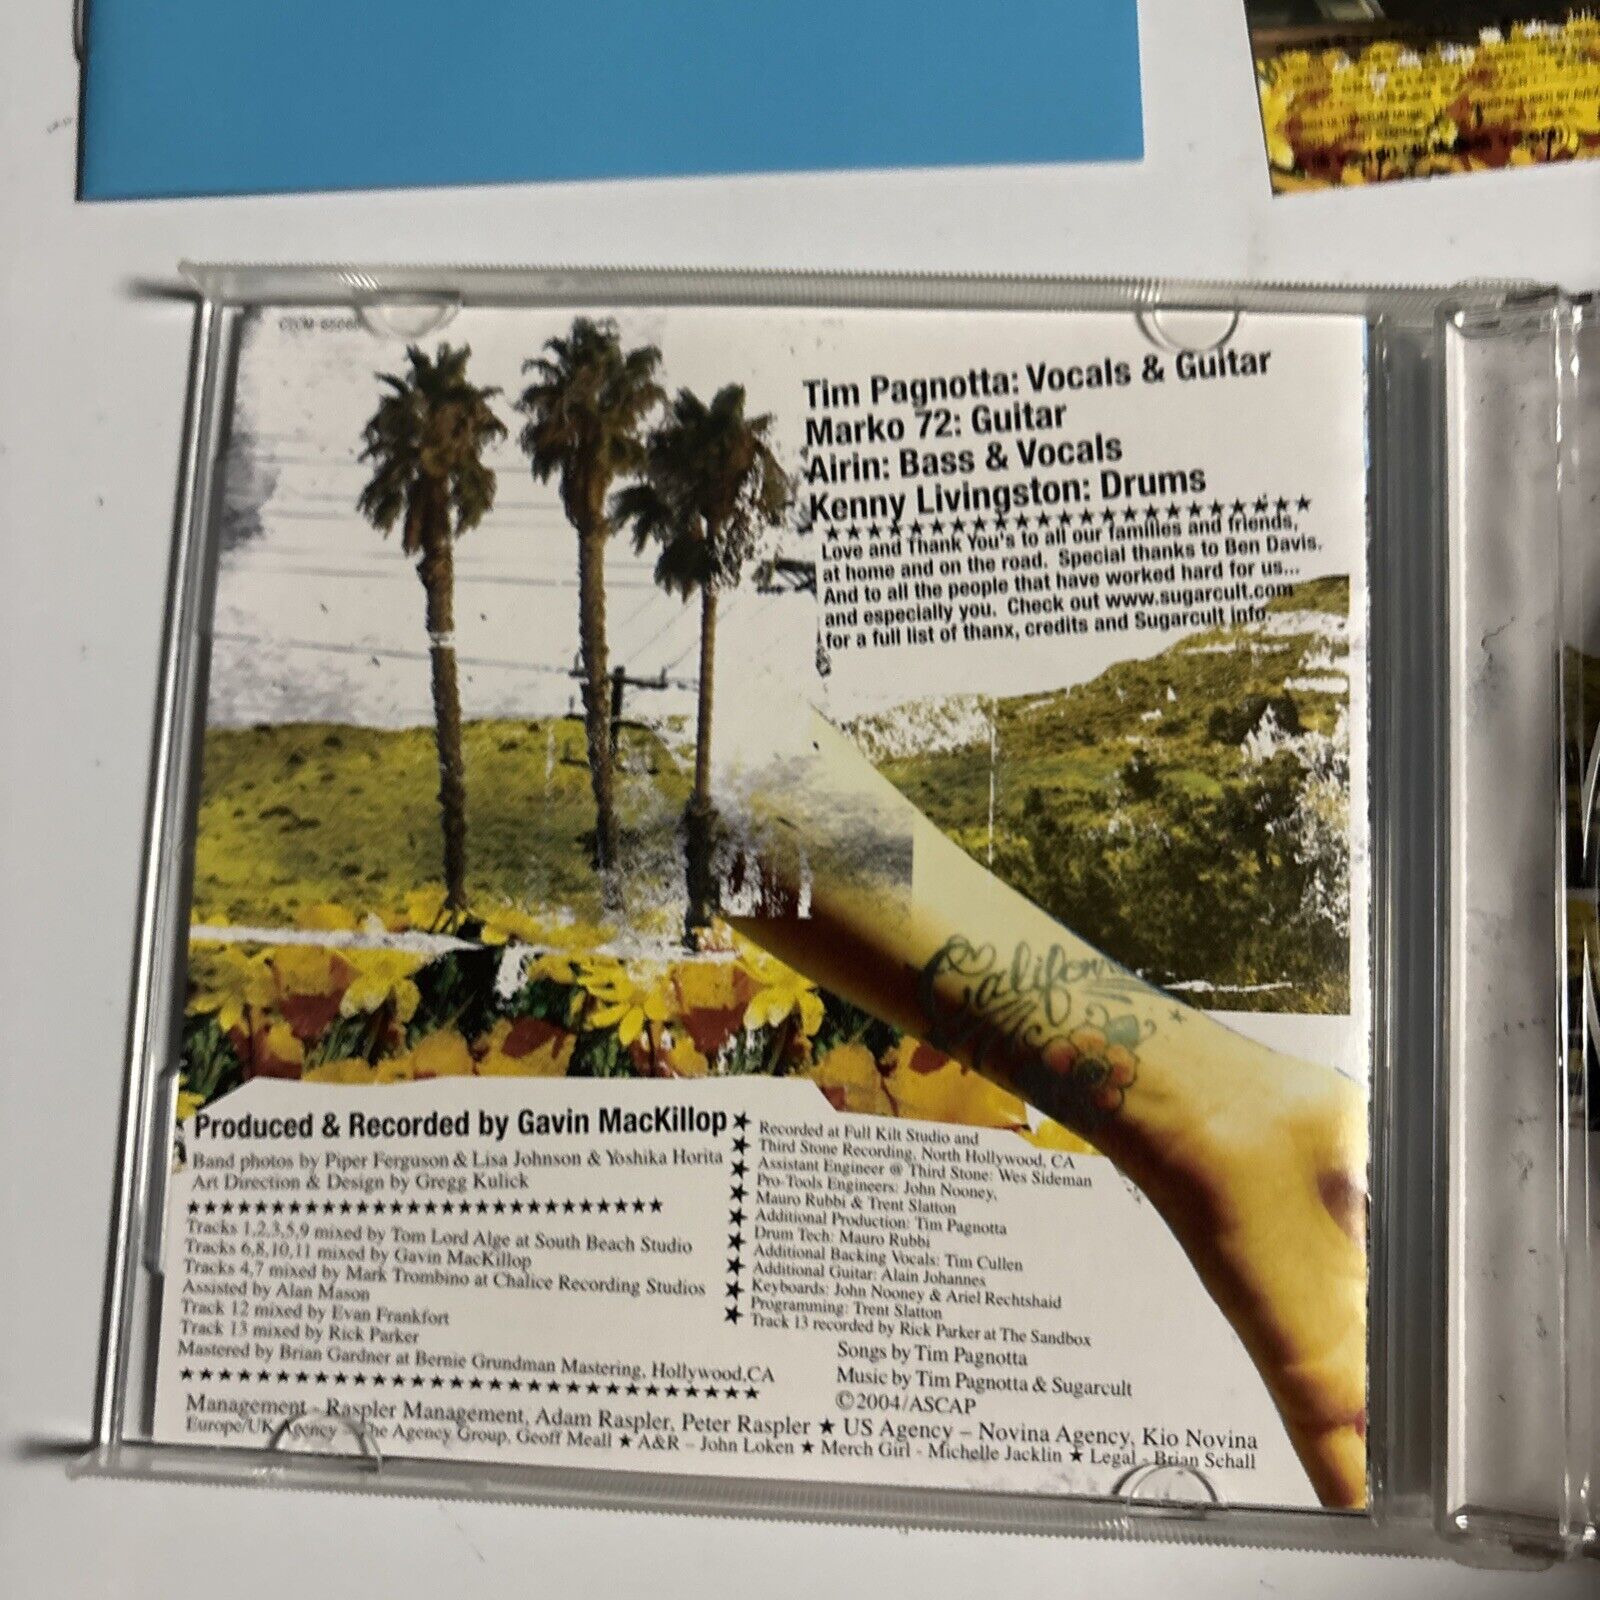 Tim Pagnotta: Vocals & Guitar
Marko 72: Guitar
Airin: Bass & Vocals
Kenny Livingston: Drums
★★★★★★★★★★★★★★★★★★★★★
Love and Thank You's to all our families and friends,
at home and on the road. Special thanks to Ben Davis.
And to all the people that have worked hard for us...
and especially you. Check out www.sugarcult.com
for a full list of thanx, credits and Sugarcult info.
California
Produced & Recorded by Gavin MacKillop
Band photos by Piper Ferguson & Lisa Johnson & Yoshika Horita
Art Direction & Design by Gregg Kulick
★★★★★★★★★★★★★★★★★★★★★★★★★★★★
Tracks 1,2,3,5,9 mixed by Tom Lord Alge at South Beach Studio
Tracks 6,8,10,11 mixed by Gavin MacKillop
Tracks 4,7 mixed by Mark Trombino at Chalice Recording Studios
Assisted by Alan Mason
Track 12 mixed by Evan Frankfort
Track 13 mixed by Rick Parker
Mastered by Brian Gardner at Bernie Grundman Mastering, Hollywood,CA
★★★★★★★★★★★★★★★★★★★★★★★★★★★★★★
Recorded at Full Kilt Studio and
Third Stone Recording, North Hollywood, CA
Assistant Engineer @ Third Stone: Wes Sideman
Pro-Tools Engineers: John Nooney,
Mauro Rubbi & Trent Slatton
Additional Production: Tim Pagnotta
Drum Tech: Mauro Rubbi
Additional Backing Vocals: Tim Cullen
Additional Guitar: Alain Johannes
Keyboards: John Nooney & Ariel Rechtshaid
Programming: Trent Slatton
Track 13 recorded by Rick Parker at The Sandbox
Songs by Tim Pagnotta
Music by Tim Pagnotta & Sugarcult
©2004/ASCAP
Management - Raspler Management, Adam Raspler, Peter Raspler ★ US Agency – Novina Agency, Kio Novina
Europe/UK Agency – The Agency Group, Geoff Meall ★ A&R – John Loken ★ Merch Girl - Michelle Jacklin ★ Legal - Brian Schall